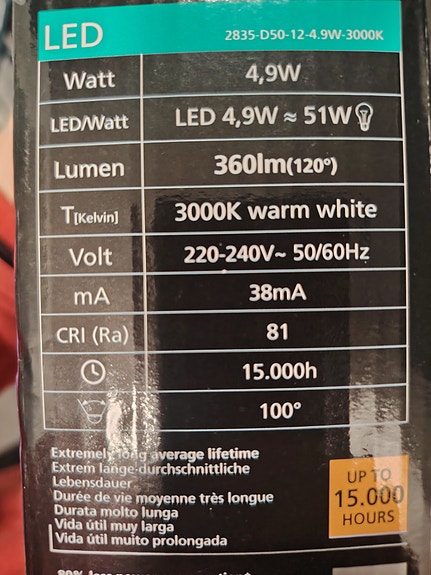 LED 2835-D50-12-4.9W-3000K
Watt 4,9W
LED/Watt LED 4,9W ≈ 51W
Lumen 360lm(120°)
T[Kelvin] 3000K warm white
Volt 220-240V~ 50/60Hz
mA 38mA
CRI (Ra) 81
15.000h
100°
Extremely long average lifetime
Extrem lange durchschnittliche
Lebensdauer
Durée de vie moyenne très longue
Durata molto lunga
Vida útil muy larga
Vida útil muito prolongada
UP TO
15.000
HOURS